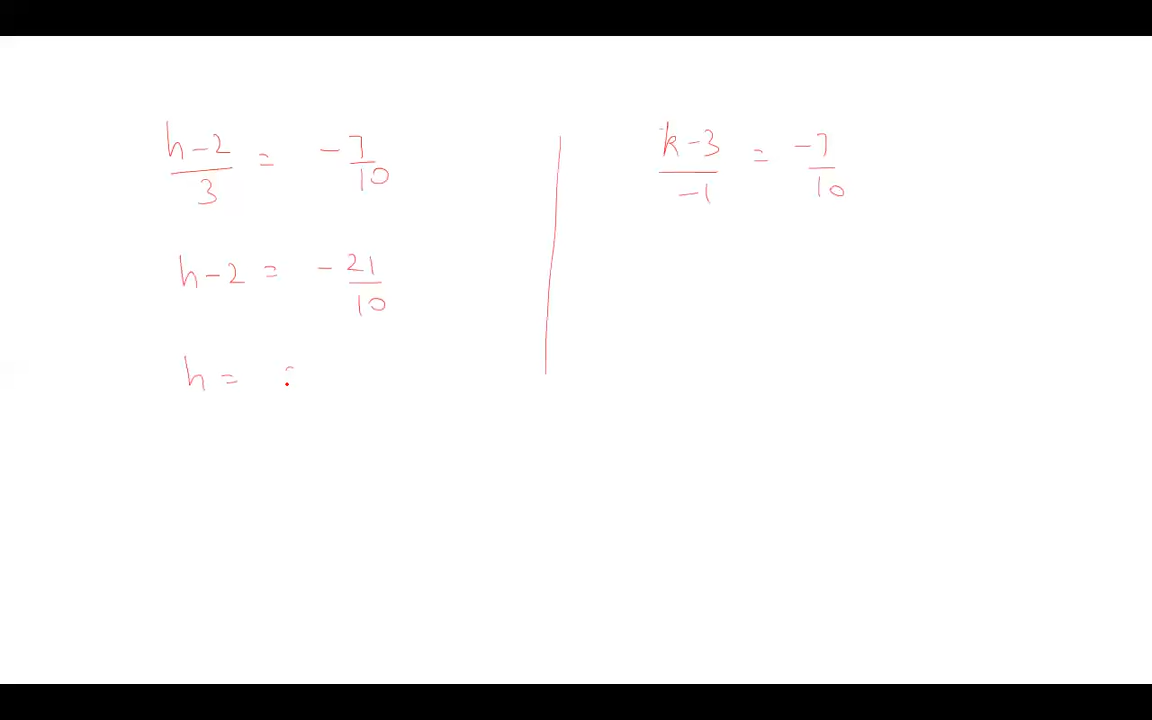 h-2/3 = -7/10
h-2 = -21/10
h =
k-3/-1 = -7/10